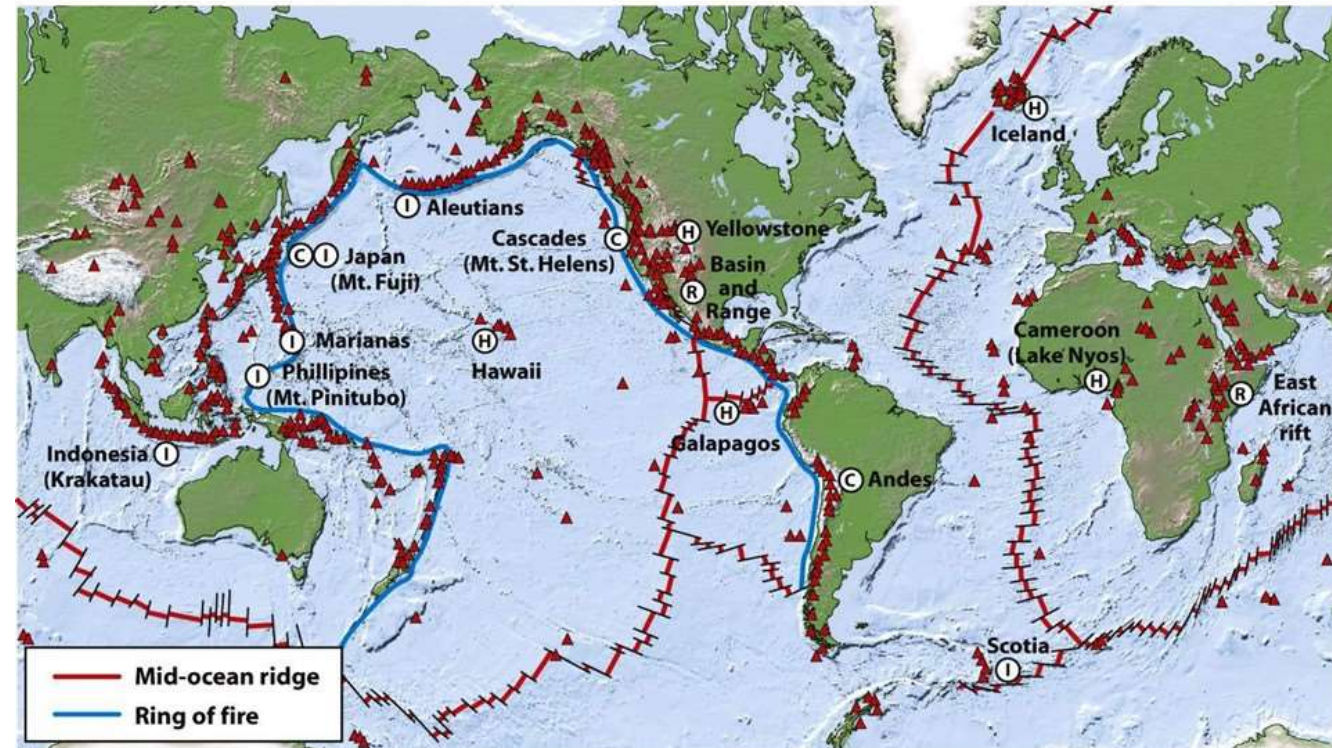 H
Iceland
I
Aleutians
Cascades
(Mt. St. Helens)
C
H
Yellowstone
Basin
and
Range
R
C
I
Japan
(Mt. Fuji)
I
Marianas
H
Hawaii
Cameroon
(Lake Nyos)
H
I
Phillipines
(Mt. Pinitubo)
R
East
African
rift
H
Galapagos
Indonesia
(Krakatau)
I
C
Andes
Scotia
I
Mid-ocean ridge
Ring of fire